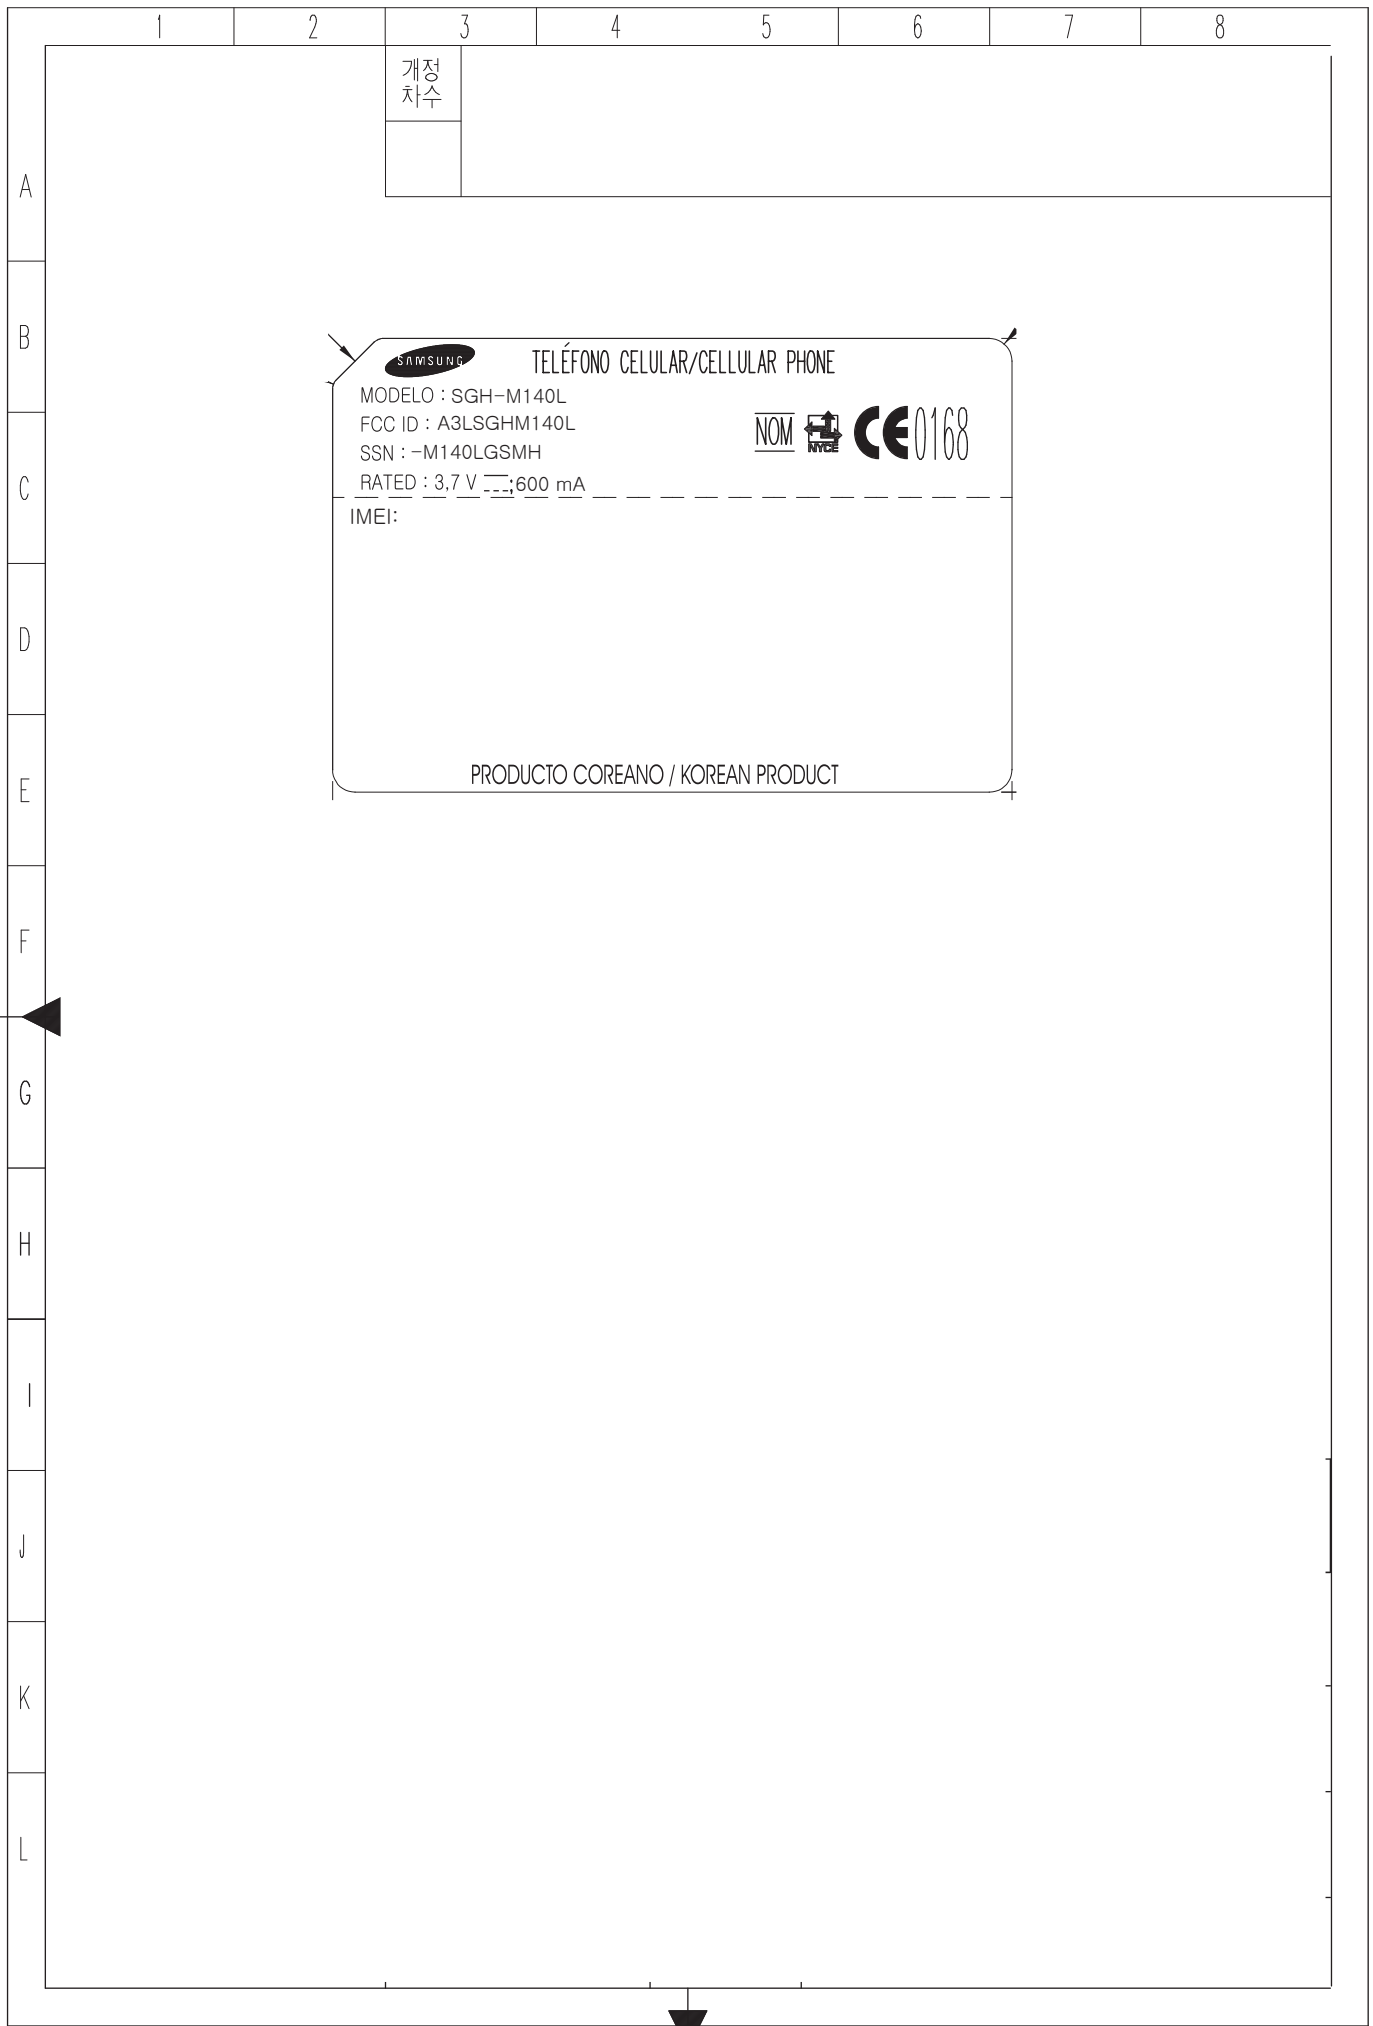 1 2 3 4 5 6 7 8
개정
차수
A
B
SAMSUNG TELÉFONO CELULAR/CELLULAR PHONE
MODELO : SGH-M140L
FCC ID : A3LSGHM140L
SSN : -M140LGSMH
RATED : 3,7 V ;600 mA
NOM NYCE CE0168
C
IMEI:
D
PRODUCTO COREANO / KOREAN PRODUCT
E
F
G
H
I
J
K
L